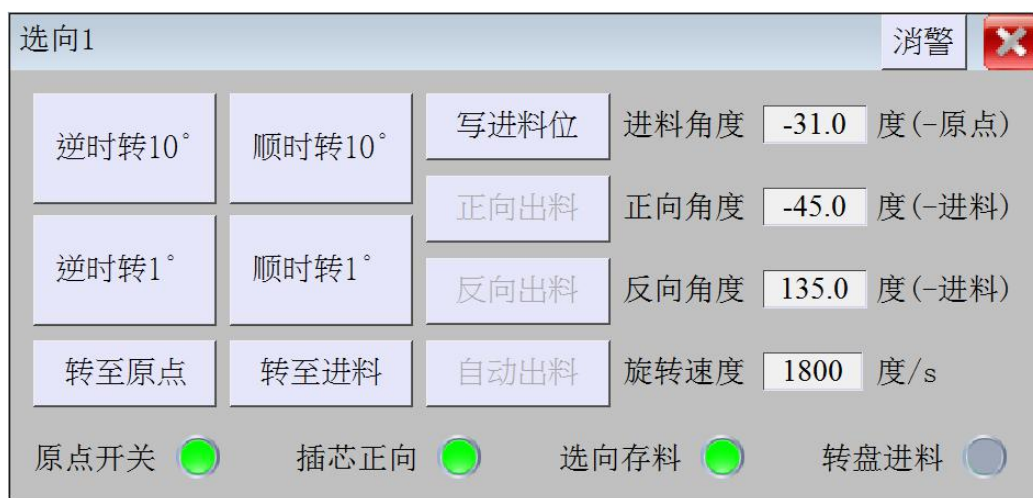 选向1 消警
逆时转10° 顺时转10° 写进料位 进料角度 -31.0 度(-原点)
正向出料 正向角度 -45.0 度(-进料)
逆时转1° 顺时转1° 反向出料 反向角度 135.0 度(-进料)
转至原点 转至进料 自动出料 旋转速度 1800 度/s
原点开关 插芯正向 选向存料 转盘进料